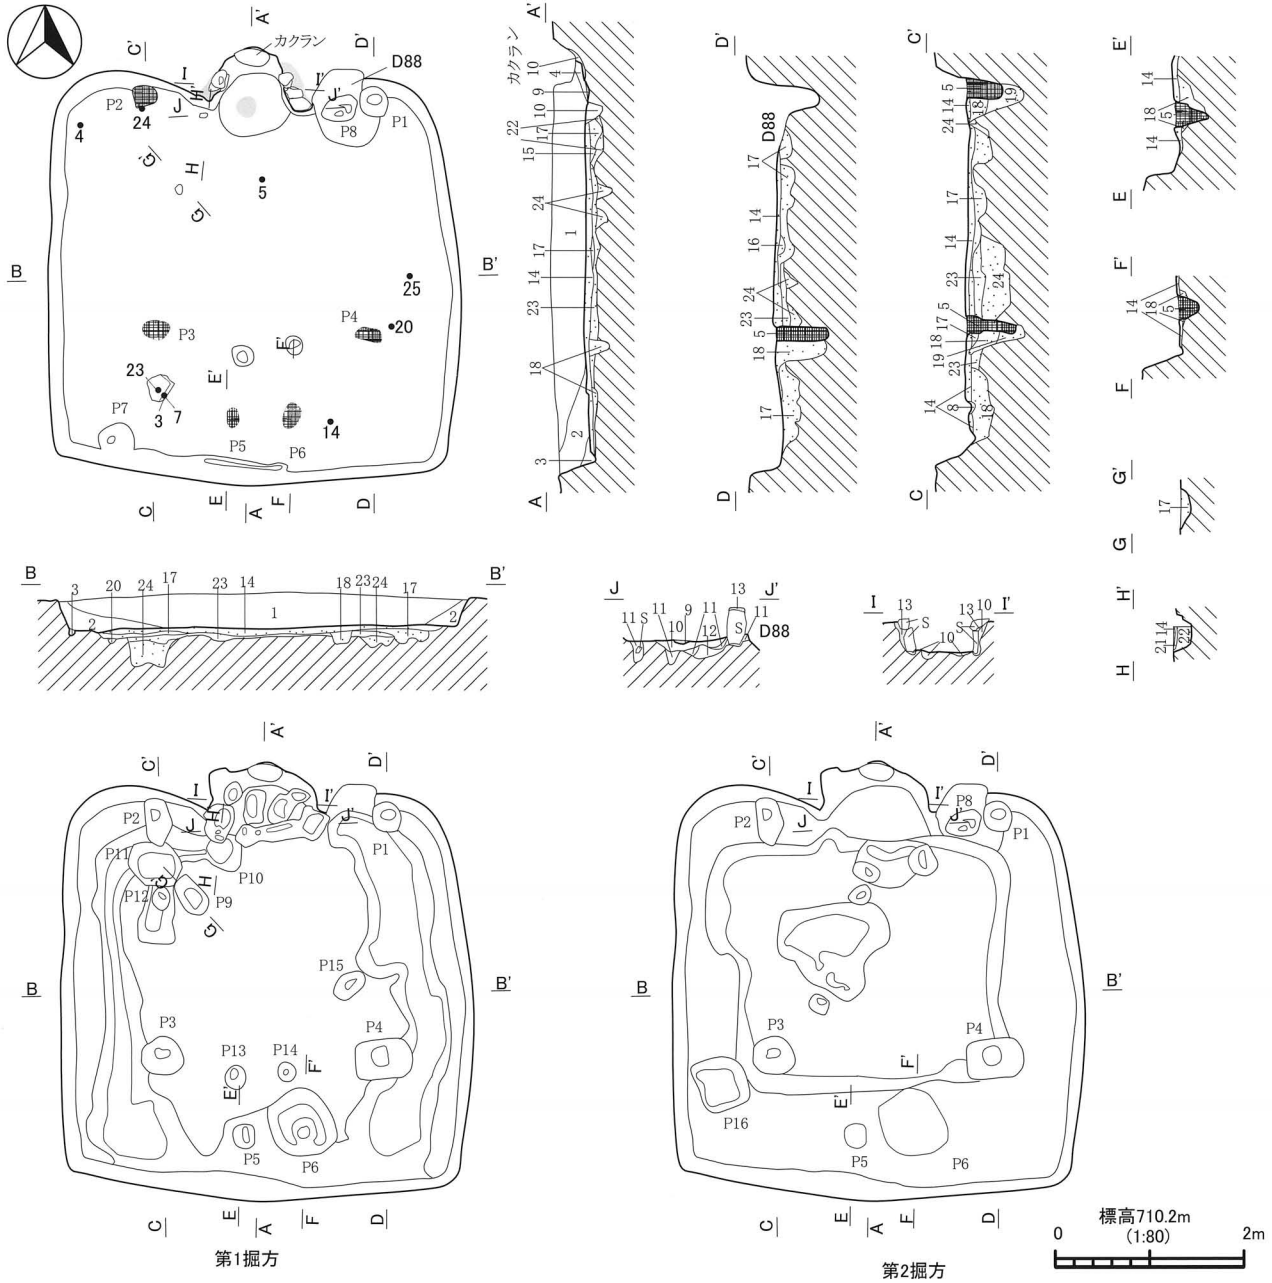 A'
カクラン
C'
D'
D88
I
I'
H'
J
J'
P2
24
4
P8
P1
G'
H
5
G
B
B'
25
P3
P4
20
F'
E'
23
3
7
P7
P5
P6
14
C
E
A
F
D
A'
カクラン
10
4
9
10
22
17
15
24
1
17
14
23
18
2
3
A
D'
D88
17
14
16
24
23
5
18
17
D
C'
5
14
18
19
24
17
14
23
24
5
17
18
19
23
14
8
18
C
E'
14
18
5
14
E
F'
14
18
5
F
G'
17
G
H'
14
21
22
H
B
B'
3
20
24
17
23
14
18
23
24
17
2
1
2
J
J'
11
S
11
10
9
11
12
13
S
11
D88
I
I'
13
S
10
S
13
10
A'
C'
D'
I
I'
H'
J
J'
P2
P1
P11
P10
G'
H
P12
P9
G
B
B'
P15
P3
P4
P13
P14
F'
E'
P5
P6
C
E
A
F
D
第1掘方
A'
C'
D'
I
I'
P8
J
J'
P2
P1
B
B'
P3
P4
F'
E'
P16
P5
P6
C
E
A
F
D
第2掘方
標高710.2m
(1:80)
0
2m